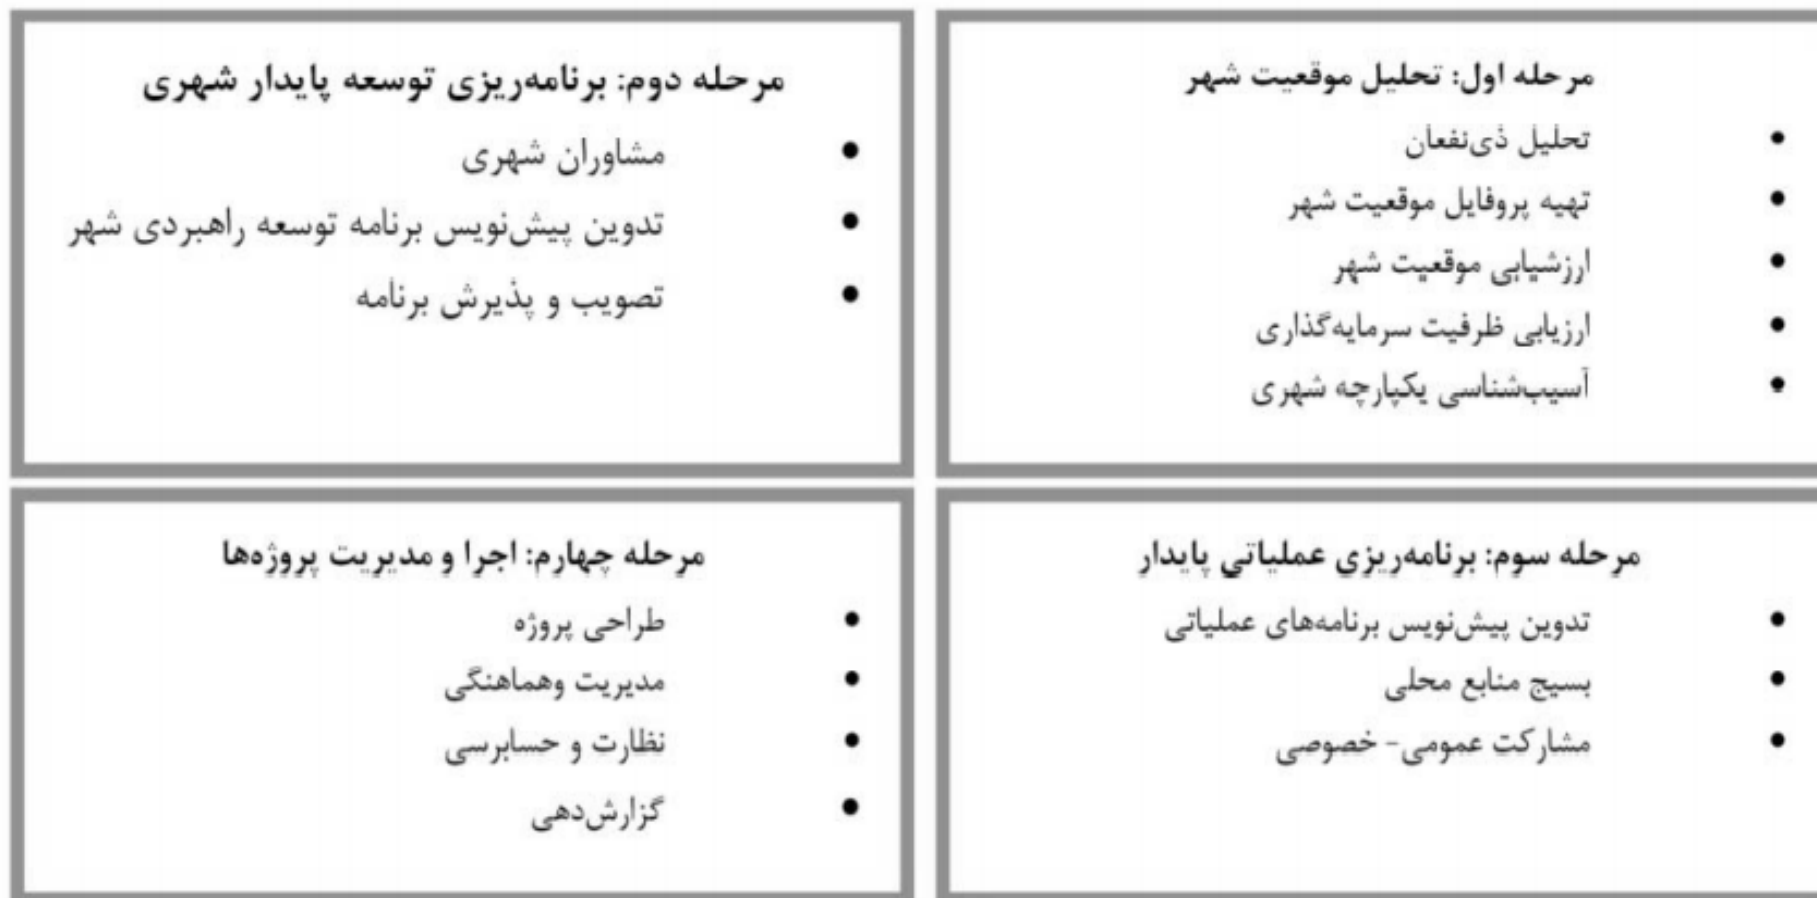 مرحله اول: تحلیل موقعیت شهر
• تحلیل ذی‌نفعان
• تهیه پروفایل موقعیت شهر
• ارزشیابی موقعیت شهر
• ارزیابی ظرفیت سرمایه‌گذاری
• آسیب‌شناسی یکپارچه شهری
مرحله دوم: برنامه‌ریزی توسعه پایدار شهری
• مشاوران شهری
• تدوین پیش‌نویس برنامه توسعه راهبردی شهر
• تصویب و پذیرش برنامه
مرحله سوم: برنامه‌ریزی عملیاتی پایدار
• تدوین پیش‌نویس برنامه‌های عملیاتی
• بسیج منابع محلی
• مشارکت عمومی- خصوصی
مرحله چهارم: اجرا و مدیریت پروژه‌ها
• طراحی پروژه
• مدیریت وهماهنگی
• نظارت و حسابرسی
• گزارش‌دهی